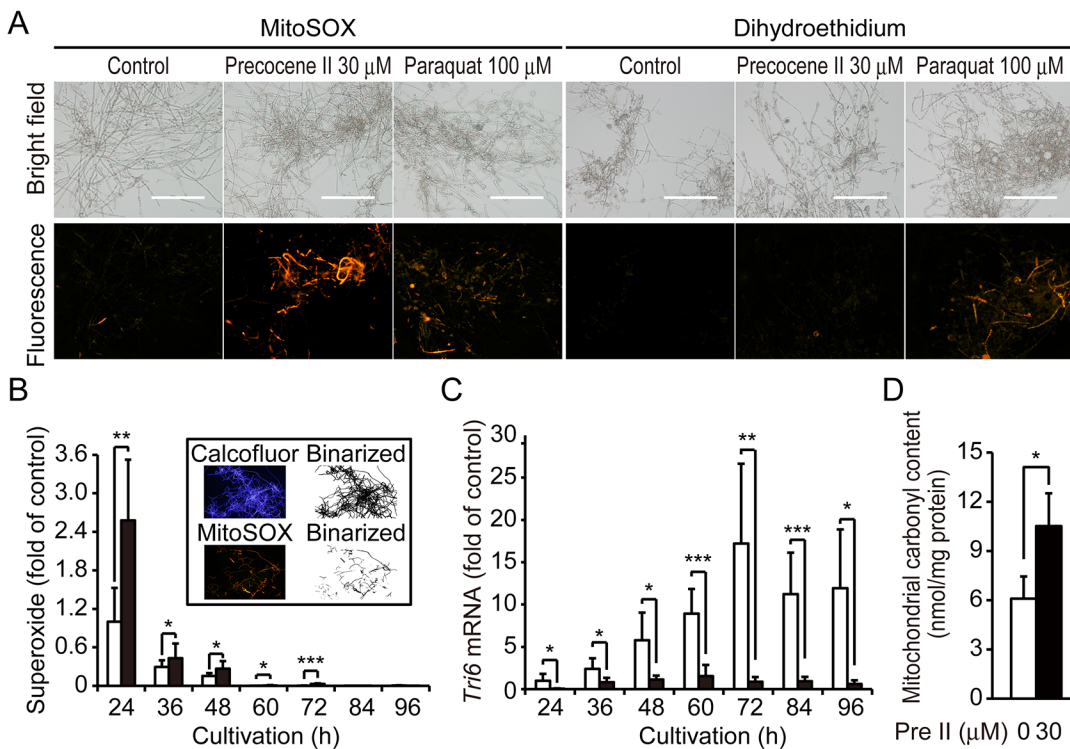 A
MitoSOX
Dihydroethidium
Control
Precocene II 30 μM
Paraquat 100 μM
Control
Precocene II 30 μM
Paraquat 100 μM
Bright field
Fluorescence
B
Superoxide (fold of control)
3.6
3.0
2.4
1.8
1.2
0.6
0
**
*
*
*
***
Calcofluor
Binarized
MitoSOX
Binarized
24 36 48 60 72 84 96
Cultivation (h)
C
Tri6 mRNA (fold of control)
30
25
20
15
10
5
0
*
*
*
***
**
***
*
24 36 48 60 72 84 96
Cultivation (h)
D
Mitochondrial carbonyl content
(nmol/mg protein)
15
12
9
6
3
0
*
Pre II (μM) 0 30